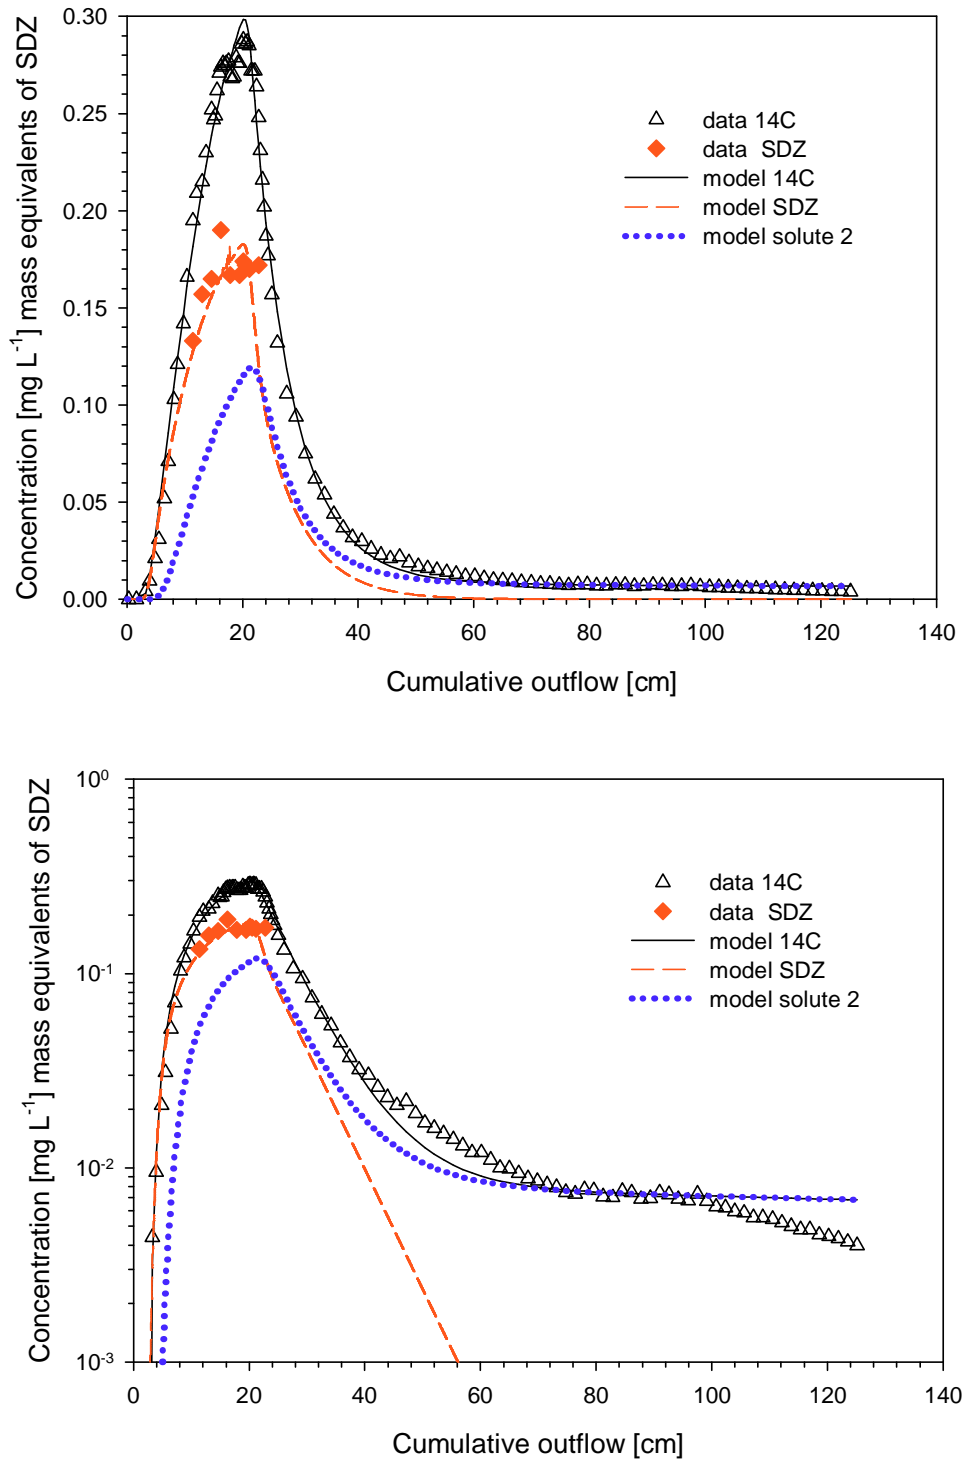 Concentration [mg L⁻¹] mass equivalents of SDZ
0.30
0.25
0.20
0.15
0.10
0.05
0.00
data 14C
data SDZ
model 14C
model SDZ
model solute 2
0 20 40 60 80 100 120 140
Cumulative outflow [cm]
Concentration [mg L⁻¹] mass equivalents of SDZ
10⁰
10⁻¹
10⁻²
10⁻³
data 14C
data SDZ
model 14C
model SDZ
model solute 2
0 20 40 60 80 100 120 140
Cumulative outflow [cm]